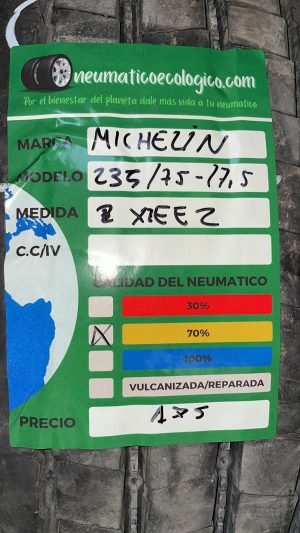 neumaticoecologico.com
Por el bienestar del planeta dale más vida a tu neumatico
MARCA MICHELIN
MODELO 235/75-17,5
MEDIDA XTEE2
C.C/IV
CALIDAD DEL NEUMATICO
30%
X 70%
100%
VULCANIZADA/REPARADA
PRECIO 175